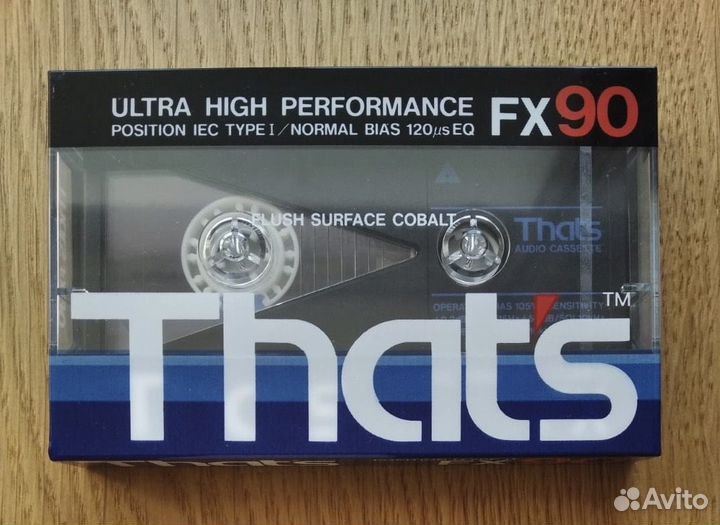 ULTRA HIGH PERFORMANCE FX90
POSITION IEC TYPE I / NORMAL BIAS 120µs EQ
FLUSH SURFACE COBALT
Thats
AUDIO CASSETTE
That's™
Avito